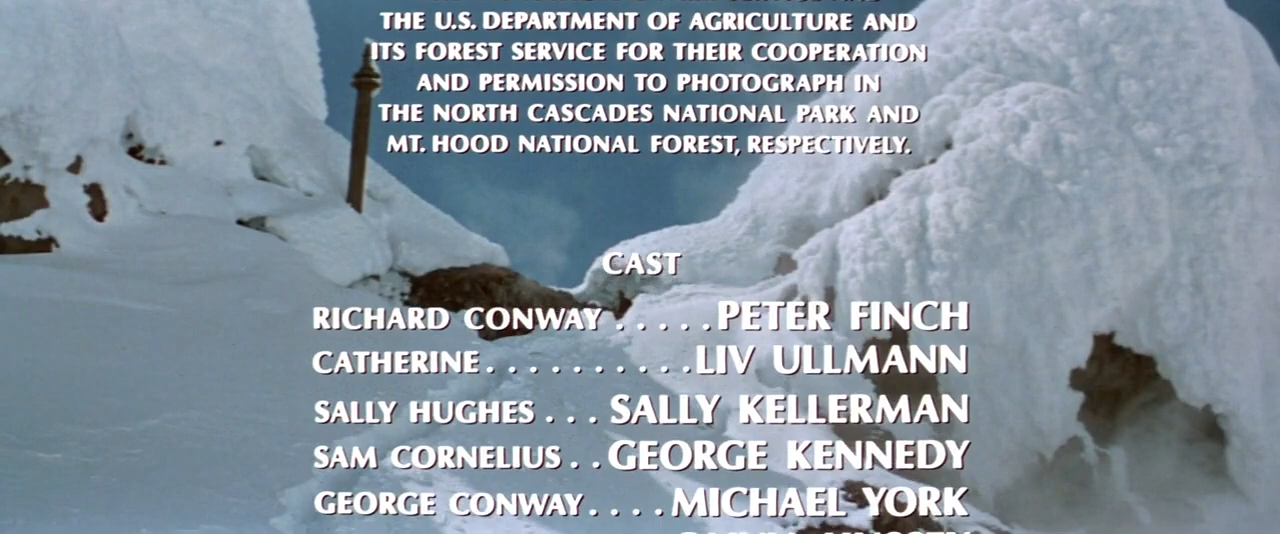 THE U.S. DEPARTMENT OF AGRICULTURE AND
ITS FOREST SERVICE FOR THEIR COOPERATION
AND PERMISSION TO PHOTOGRAPH IN
THE NORTH CASCADES NATIONAL PARK AND
MT. HOOD NATIONAL FOREST, RESPECTIVELY.
CAST
RICHARD CONWAY . . . . . PETER FINCH
CATHERINE . . . . . . . . . . LIV ULLMANN
SALLY HUGHES . . . SALLY KELLERMAN
SAM CORNELIUS . . GEORGE KENNEDY
GEORGE CONWAY . . . . MICHAEL YORK